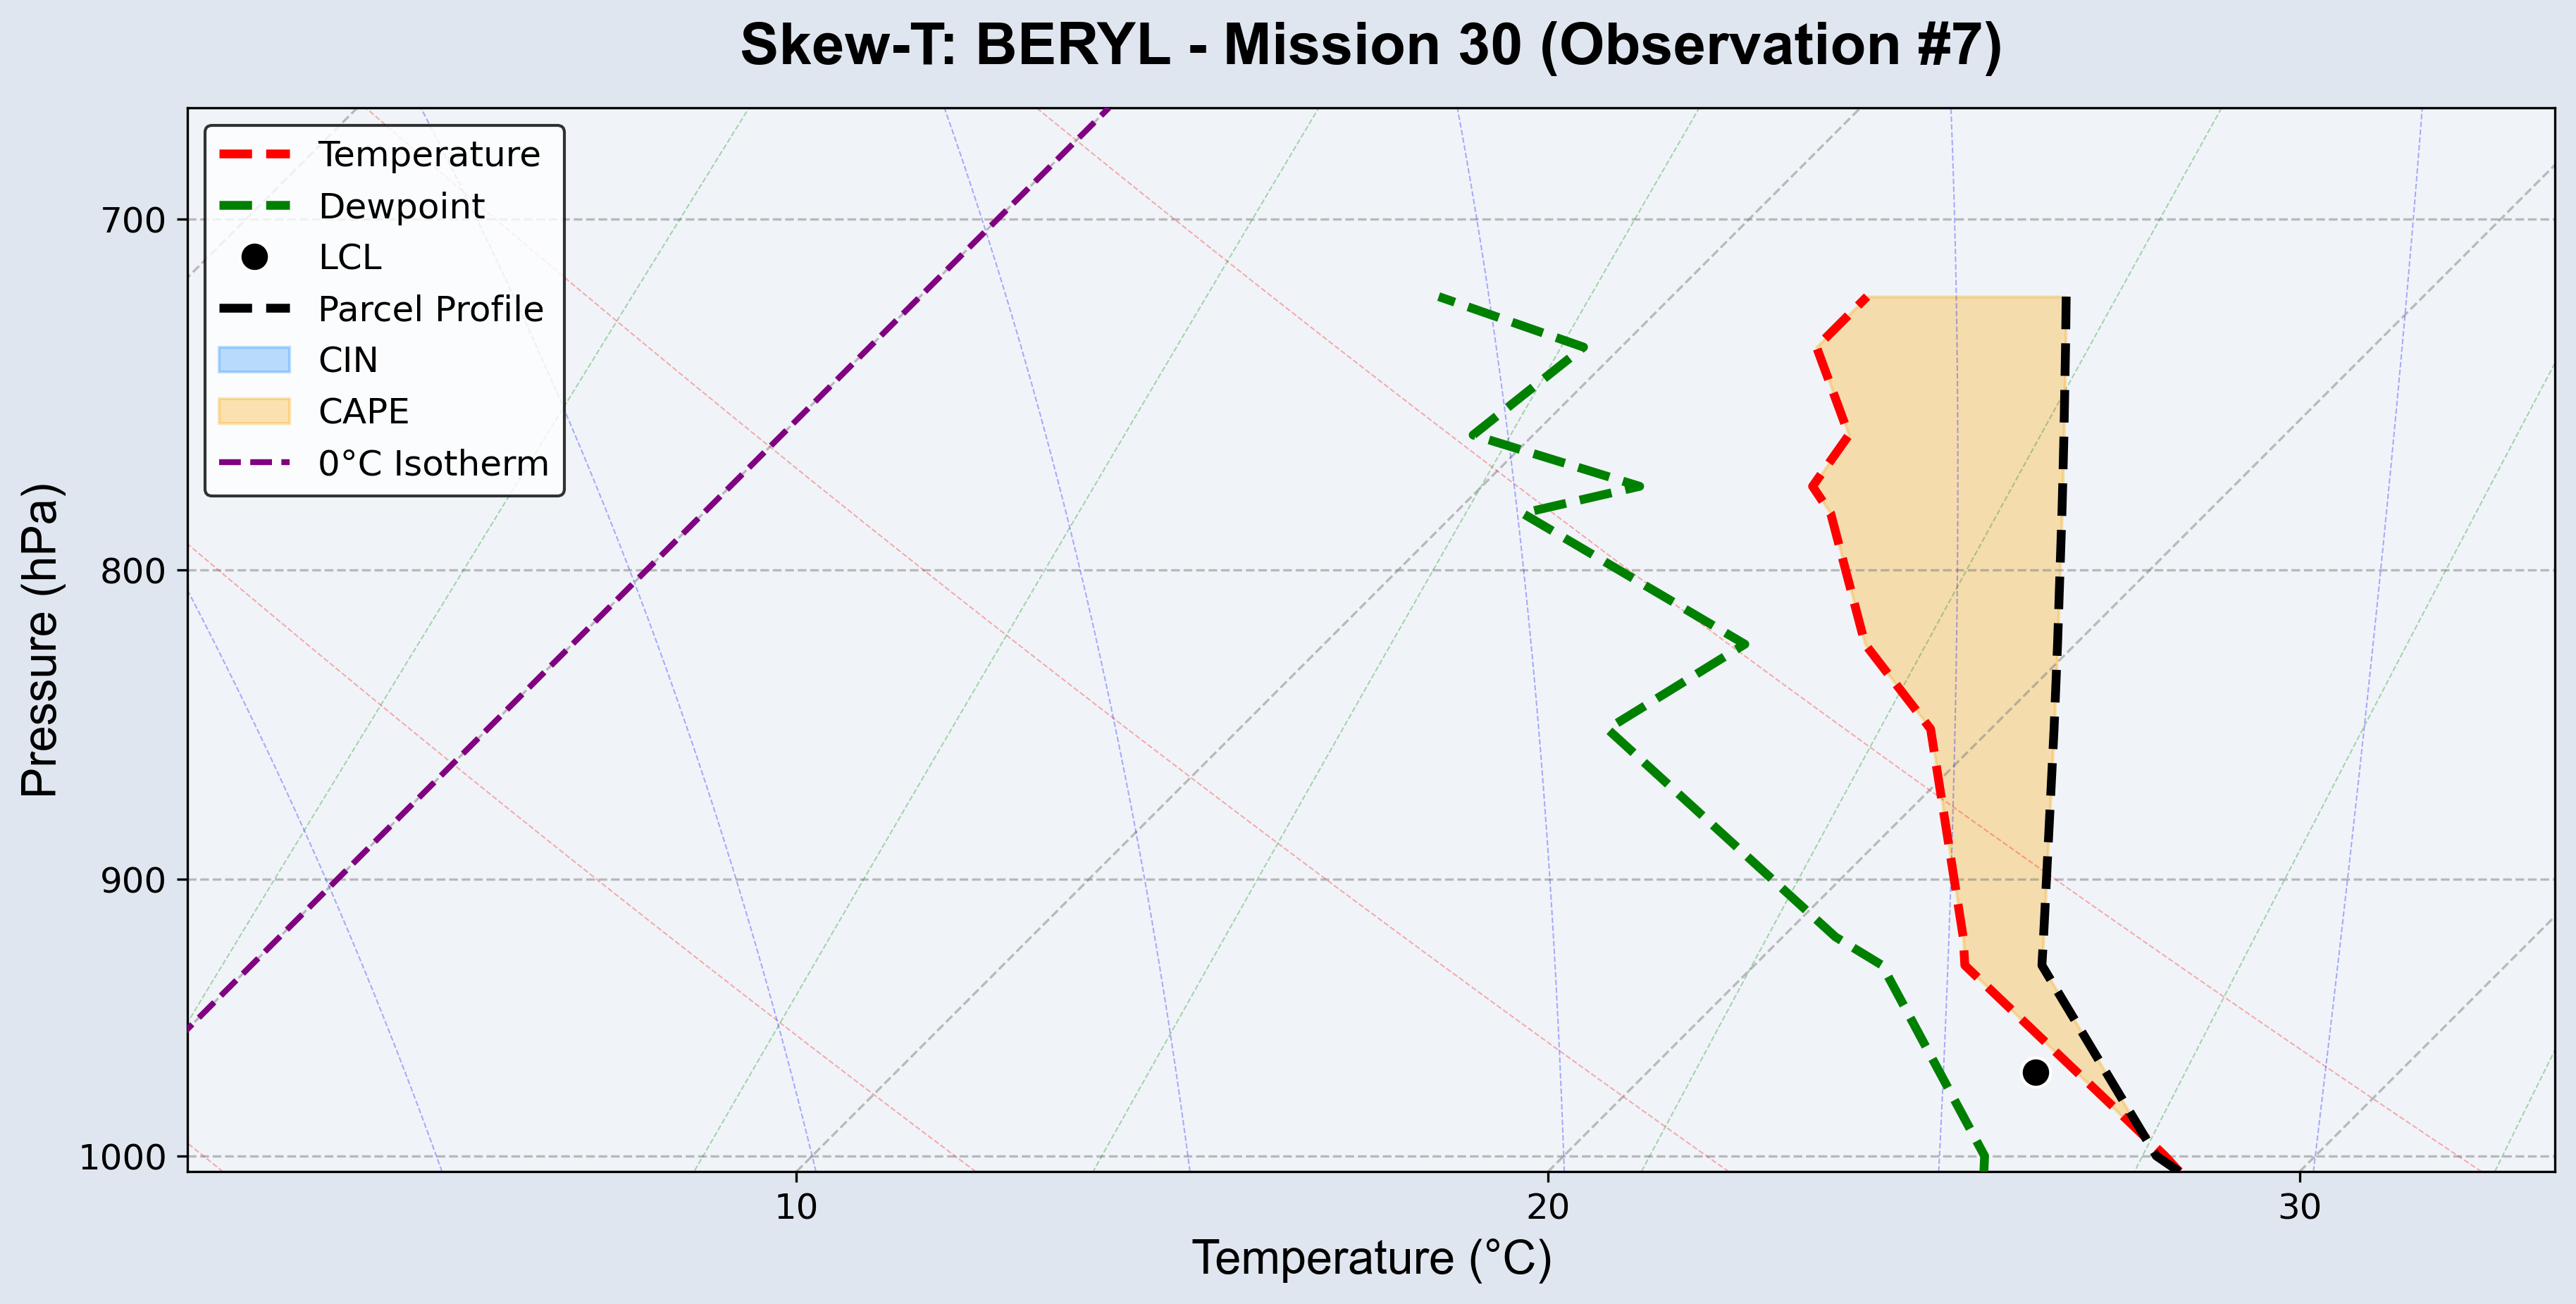 Skew-T: BERYL - Mission 30 (Observation #7)
Temperature
Dewpoint
LCL
Parcel Profile
CIN
CAPE
0°C Isotherm
Pressure (hPa)
700
800
900
1000
10
20
30
Temperature (°C)